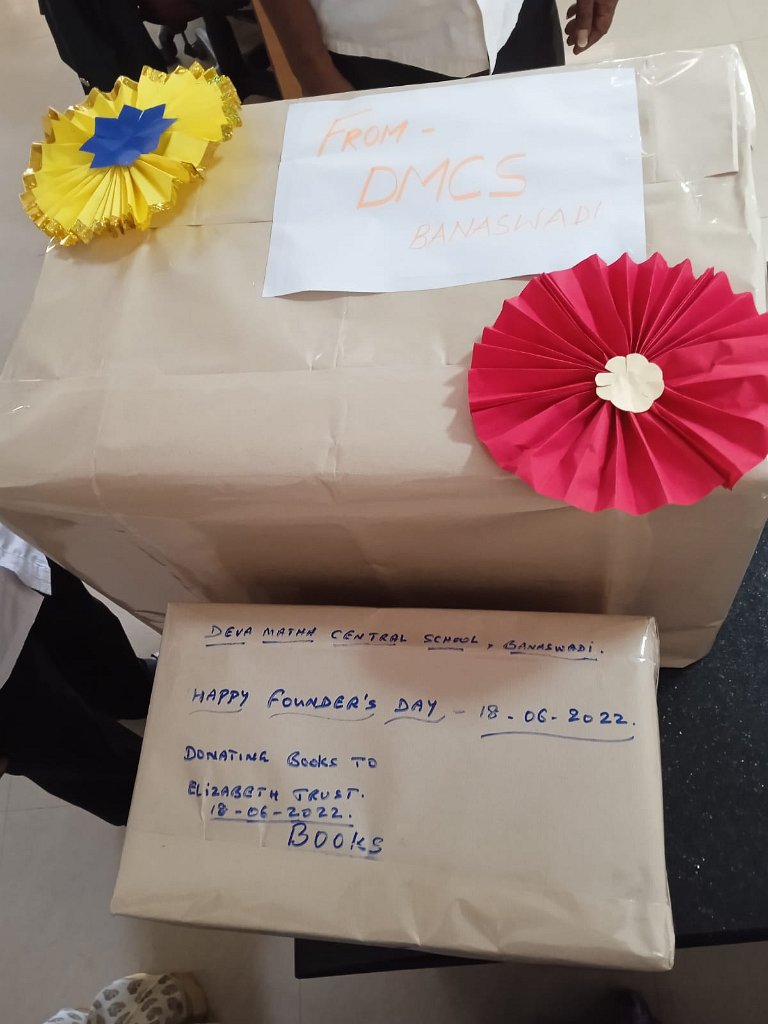 FROM -
DMCS
BANASWADI
DEVA MATHA CENTRAL SCHOOL, BANASWADI.
HAPPY FOUNDER'S DAY - 18-06-2022.
DONATING BOOKS TO
ELIZABETH TRUST.
18-06-2022.
BOOKS